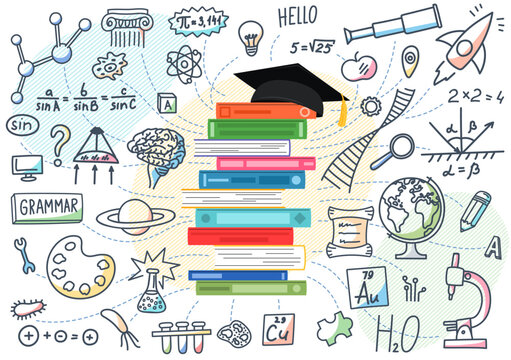 HELLO
π=3,141
5=√25
a/sinA = b/sinB = c/sinC
A
2×2=4
sin
?
α β
α = β
GRAMMAR
A
79
Au
29
Cu
H₂O
⊕ + ⊖ =